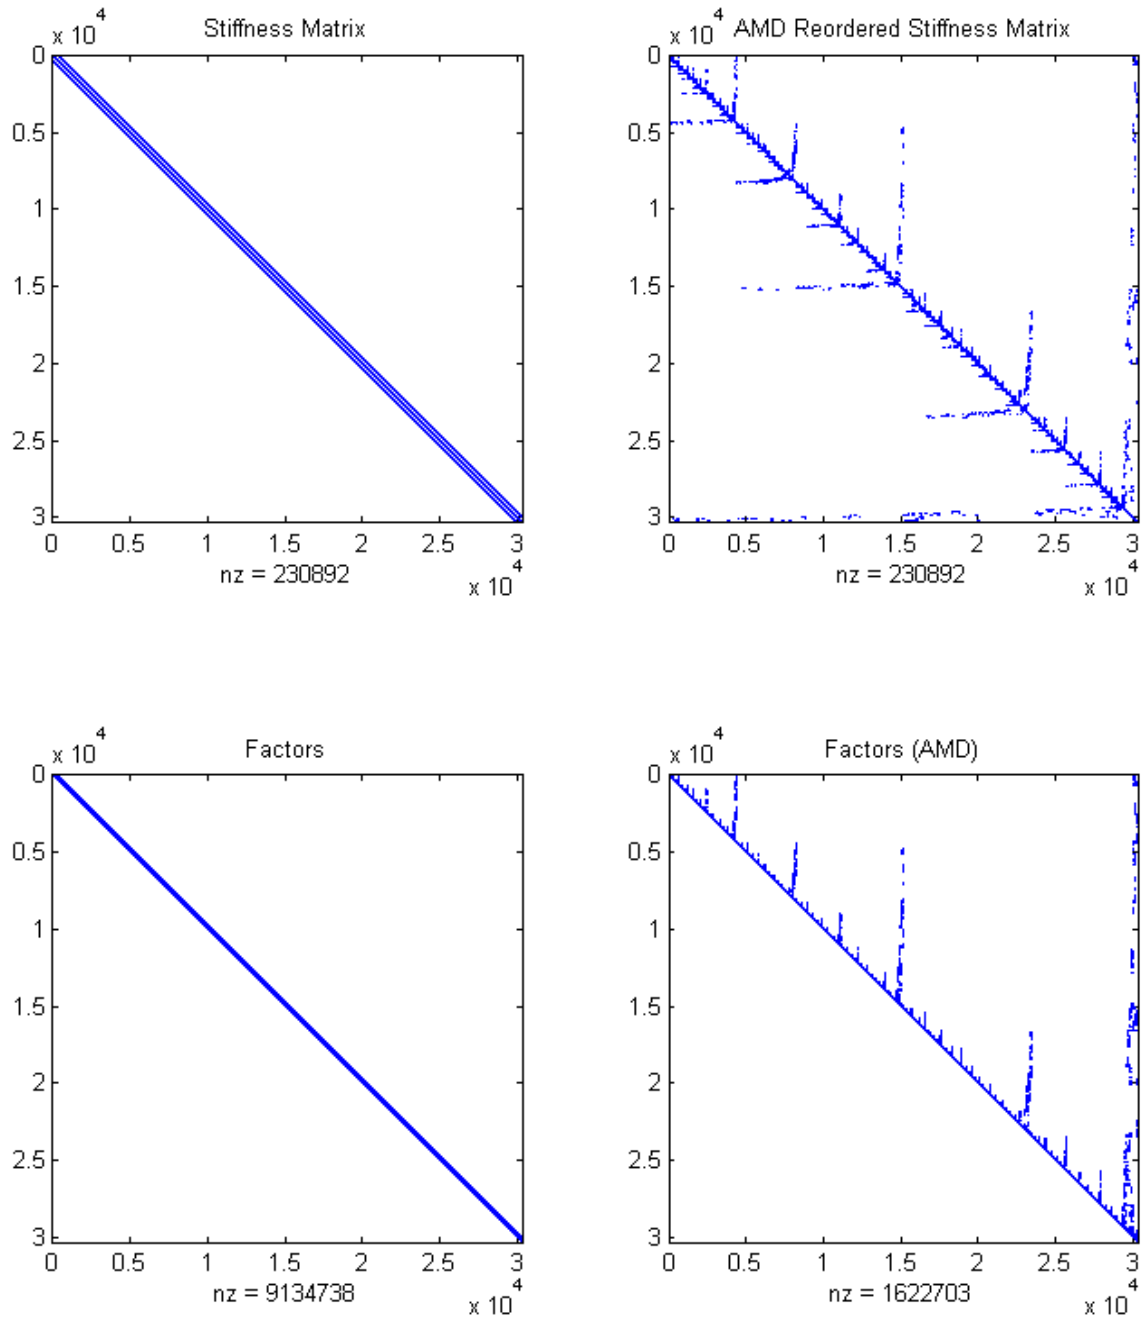 x 10^4 Stiffness Matrix
0
0.5
1
1.5
2
2.5
3
0 0.5 1 1.5 2 2.5 3
nz = 230892 x 10^4
x 10^4 AMD Reordered Stiffness Matrix
0
0.5
1
1.5
2
2.5
3
0 0.5 1 1.5 2 2.5 3
nz = 230892 x 10^4
x 10^4 Factors
0
0.5
1
1.5
2
2.5
3
0 0.5 1 1.5 2 2.5 3
nz = 9134738 x 10^4
x 10^4 Factors (AMD)
0
0.5
1
1.5
2
2.5
3
0 0.5 1 1.5 2 2.5 3
nz = 1622703 x 10^4